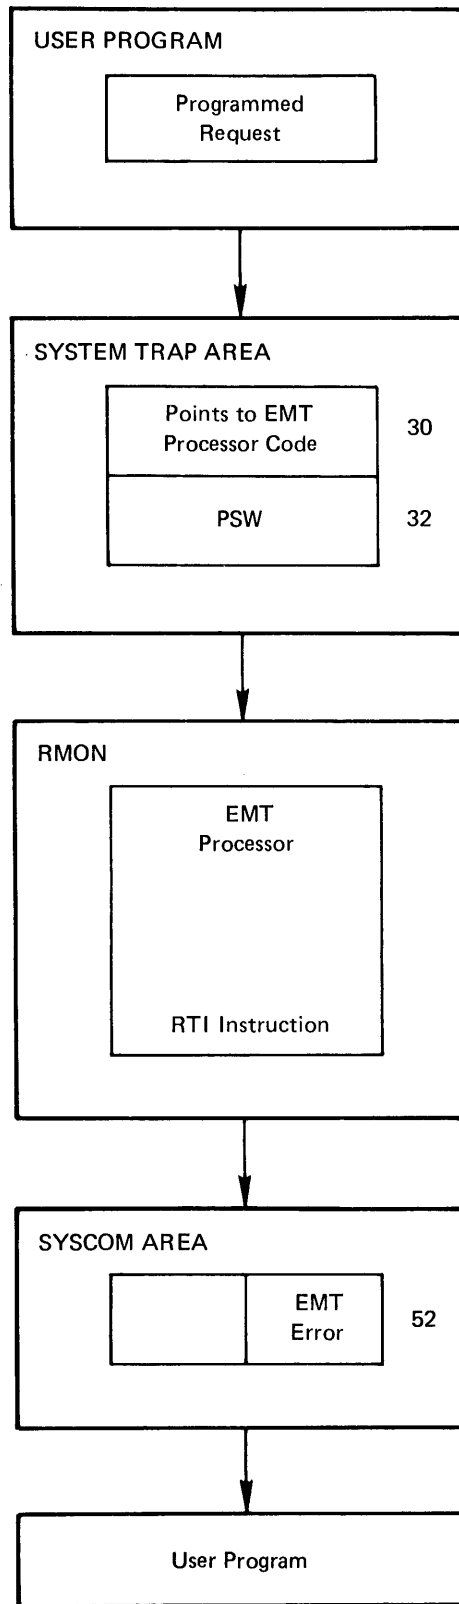 USER PROGRAM
Programmed
Request
SYSTEM TRAP AREA
Points to EMT
Processor Code
30
PSW
32
RMON
EMT
Processor
RTI Instruction
SYSCOM AREA
EMT
Error
52
User Program